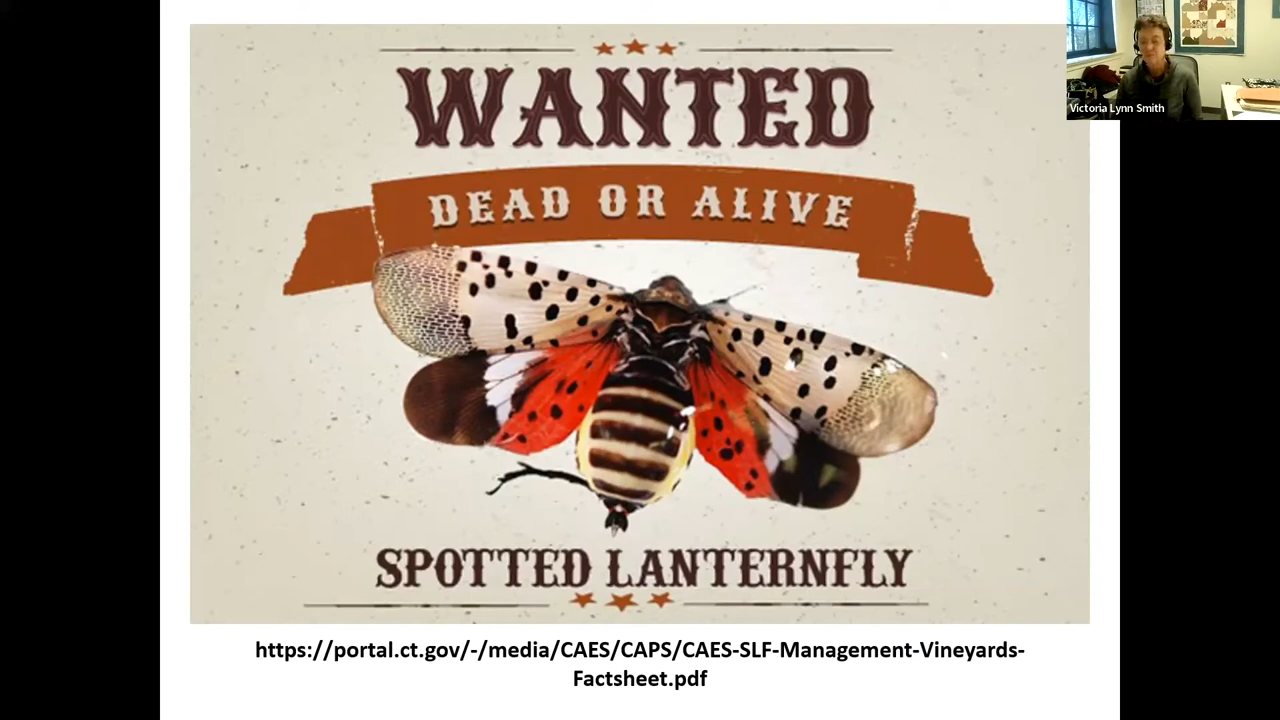 WANTED
DEAD OR ALIVE
SPOTTED LANTERNFLY
https://portal.ct.gov/-/media/CAES/CAPS/CAES-SLF-Management-Vineyards-
Factsheet.pdf
Victoria Lynn Smith